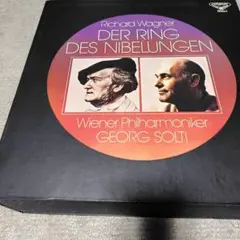 Richard Wagner
DER RING
DES NIBELUNGEN
Wiener Philharmoniker
GEORG SOLTI